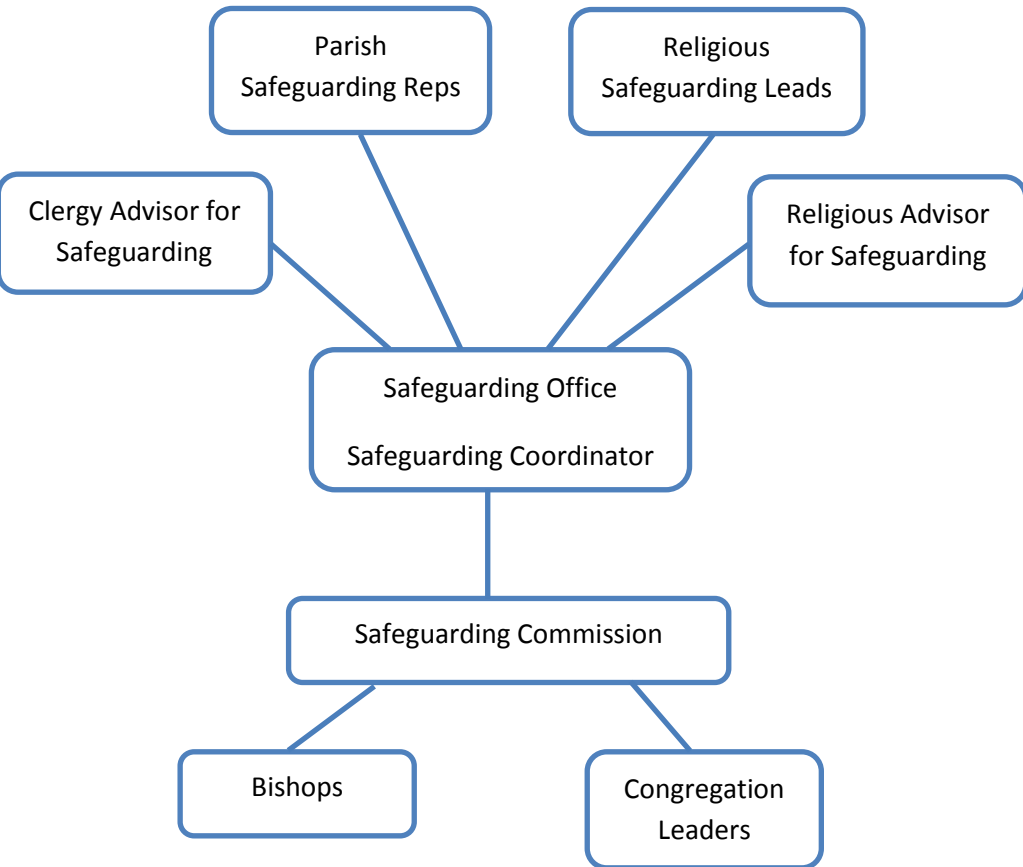 Parish
Safeguarding Reps
Religious
Safeguarding Leads
Clergy Advisor for
Safeguarding
Religious Advisor
for Safeguarding
Safeguarding Office
Safeguarding Coordinator
Safeguarding Commission
Bishops
Congregation
Leaders